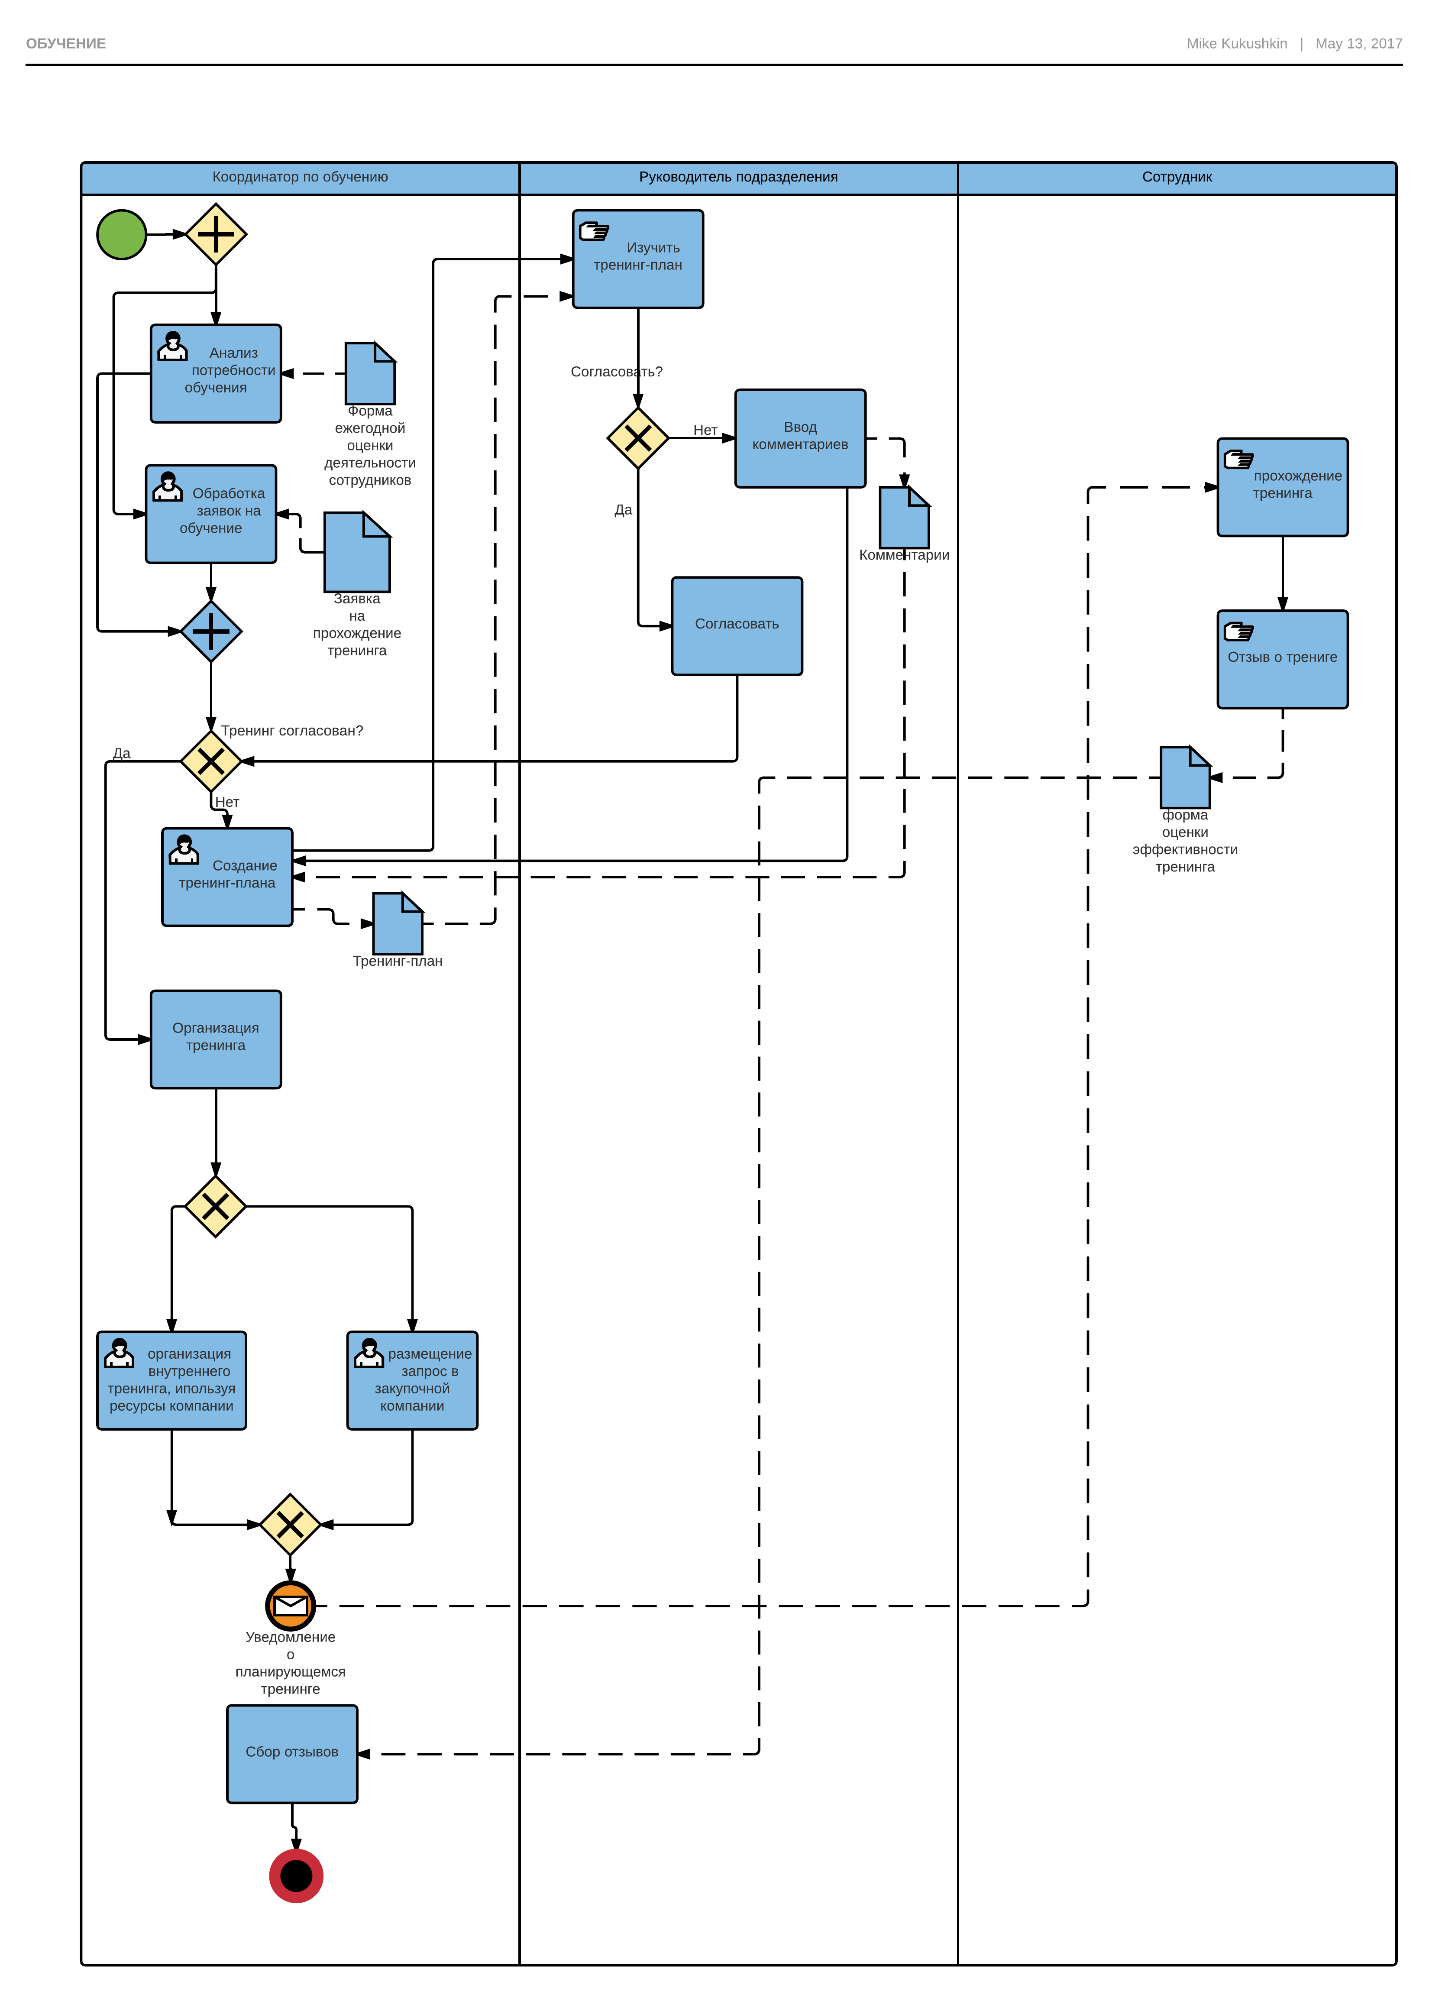 ОБУЧЕНИЕ
Mike Kukushkin | May 13, 2017
Координатор по обучению
Руководитель подразделения
Сотрудник
Изучить
тренинг-план
Анализ
потребности
обучения
Форма
ежегодной
оценки
деятельности
сотрудников
Согласовать?
Нет
Ввод
комментариев
Да
Комментарии
прохождение
тренинга
Обработка
заявок на
обучение
Заявка
на
прохождение
тренинга
Согласовать
Отзыв о трениге
Тренинг согласован?
Да
Нет
форма
оценки
эффективности
тренинга
Создание
тренинг-плана
Тренинг-план
Организация
тренинга
организация
внутреннего
тренинга, ипользуя
ресурсы компании
размещение
запрос в
закупочной
компании
Уведомление
о
планирующемся
тренинге
Сбор отзывов